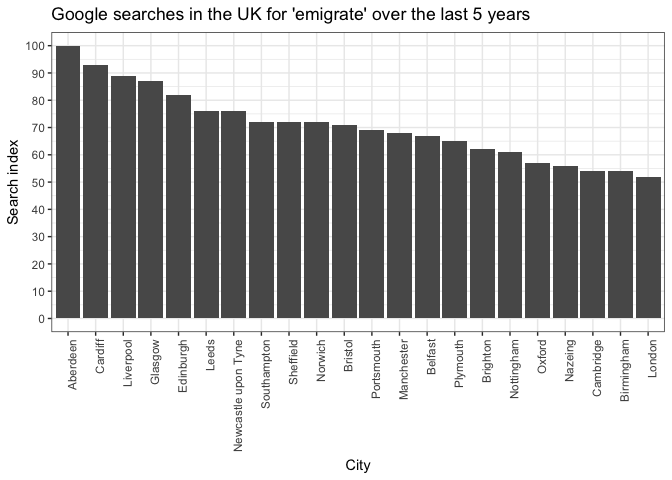 Google searches in the UK for 'emigrate' over the last 5 years
Search index
100
90
80
70
60
50
40
30
20
10
0
Aberdeen
Cardiff
Liverpool
Glasgow
Edinburgh
Leeds
Newcastle upon Tyne
Southampton
Sheffield
Norwich
Bristol
Portsmouth
Manchester
Belfast
Plymouth
Brighton
Nottingham
Oxford
Nazeing
Cambridge
Birmingham
London
City